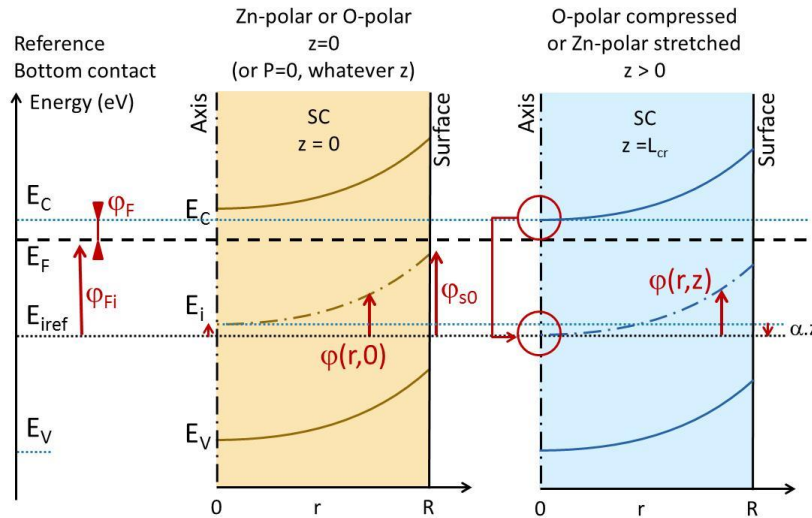 Reference
Bottom contact
Energy (eV)
E_C
φ_F
E_F
φ_Fi
E_iref
E_V
Zn-polar or O-polar
z=0
(or P=0, whatever z)
Axis
SC
z = 0
Surface
E_C
E_i
φ(r,0)
φ_s0
E_V
0
r
R
O-polar compressed
or Zn-polar stretched
z > 0
Axis
SC
z =L_cr
Surface
φ(r,z)
α.z
0
r
R